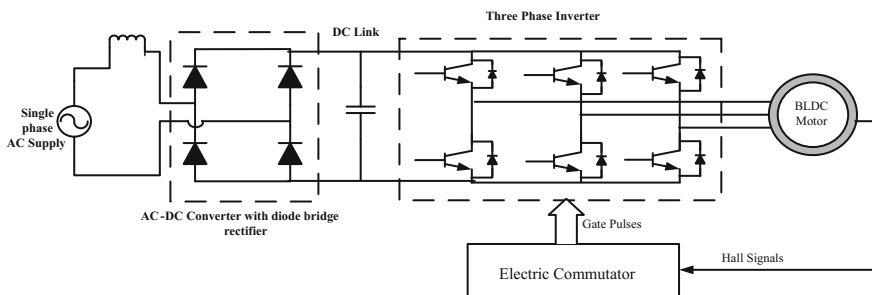 Three Phase Inverter
DC Link
Single
phase
AC Supply
BLDC
Motor
AC-DC Converter with diode bridge
rectifier
Gate Pulses
Hall Signals
Electric Commutator